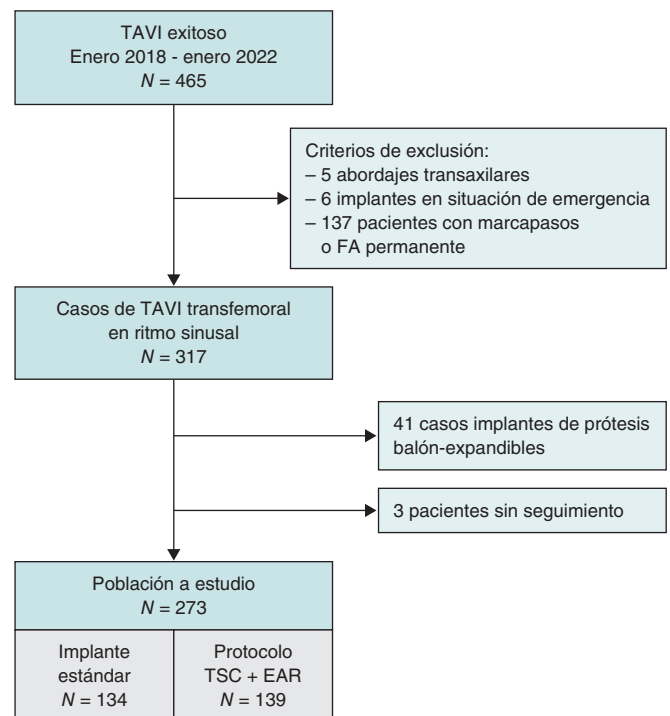 TAVI exitoso
Enero 2018 - enero 2022
N = 465
Criterios de exclusión:
– 5 abordajes transaxilares
– 6 implantes en situación de emergencia
– 137 pacientes con marcapasos
o FA permanente
Casos de TAVI transfemoral
en ritmo sinusal
N = 317
41 casos implantes de prótesis
balón-expandibles
3 pacientes sin seguimiento
Población a estudio
N = 273
Implante
estándar
N = 134
Protocolo
TSC + EAR
N = 139